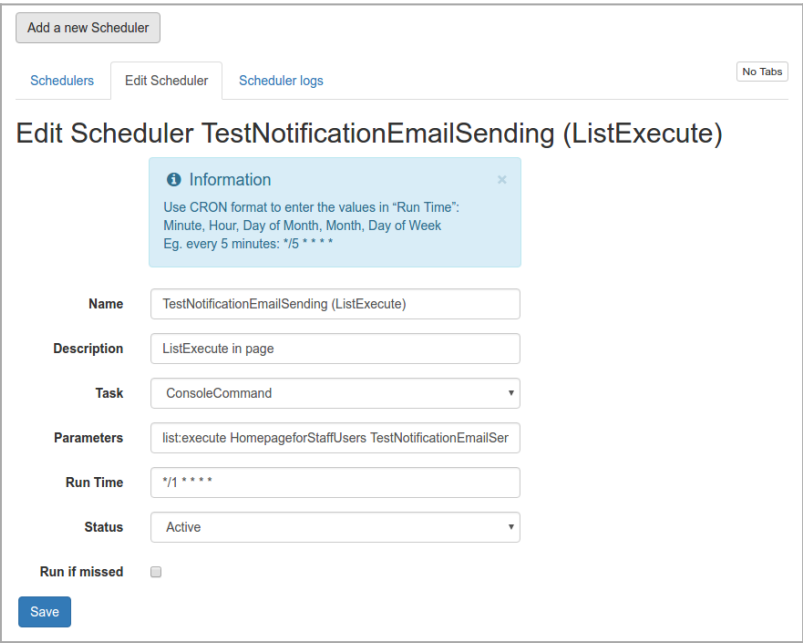 Add a new Scheduler
Schedulers
Edit Scheduler
Scheduler logs
No Tabs
Edit Scheduler TestNotificationEmailSending (ListExecute)
Information
×
Use CRON format to enter the values in “Run Time”:
Minute, Hour, Day of Month, Month, Day of Week
Eg. every 5 minutes: */5 * * * *
Name
TestNotificationEmailSending (ListExecute)
Description
ListExecute in page
Task
ConsoleCommand
Parameters
list:execute HomepageforStaffUsers TestNotificationEmailSer
Run Time
*/1 * * * *
Status
Active
Run if missed
Save